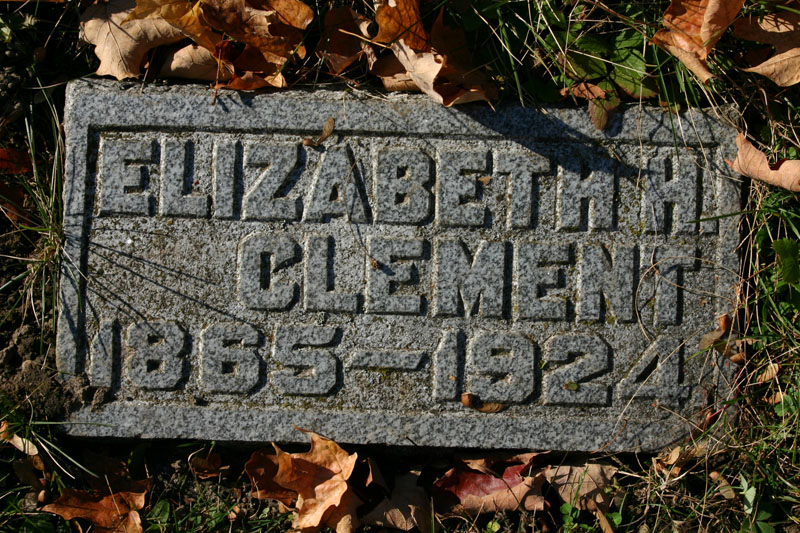 ELIZABETH H.
CLEMENT
1865-1924